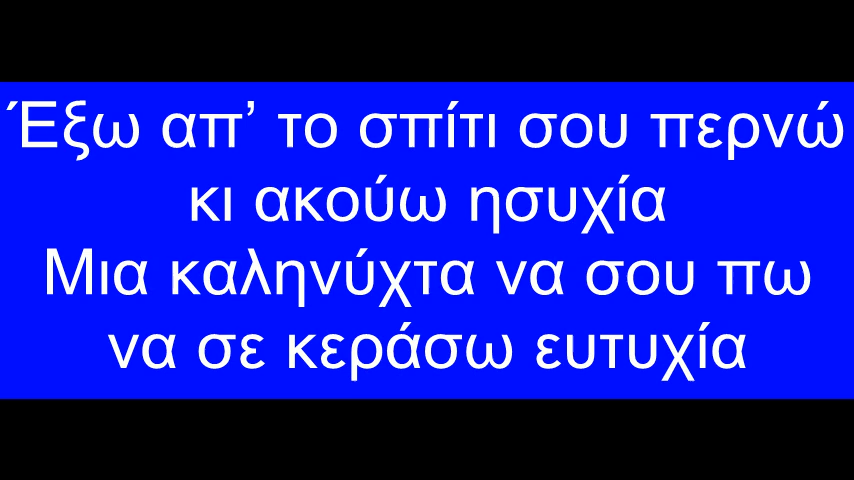 Έξω απ’ το σπίτι σου περνώ
κι ακούω ησυχία
Μια καληνύχτα να σου πω
να σε κεράσω ευτυχία